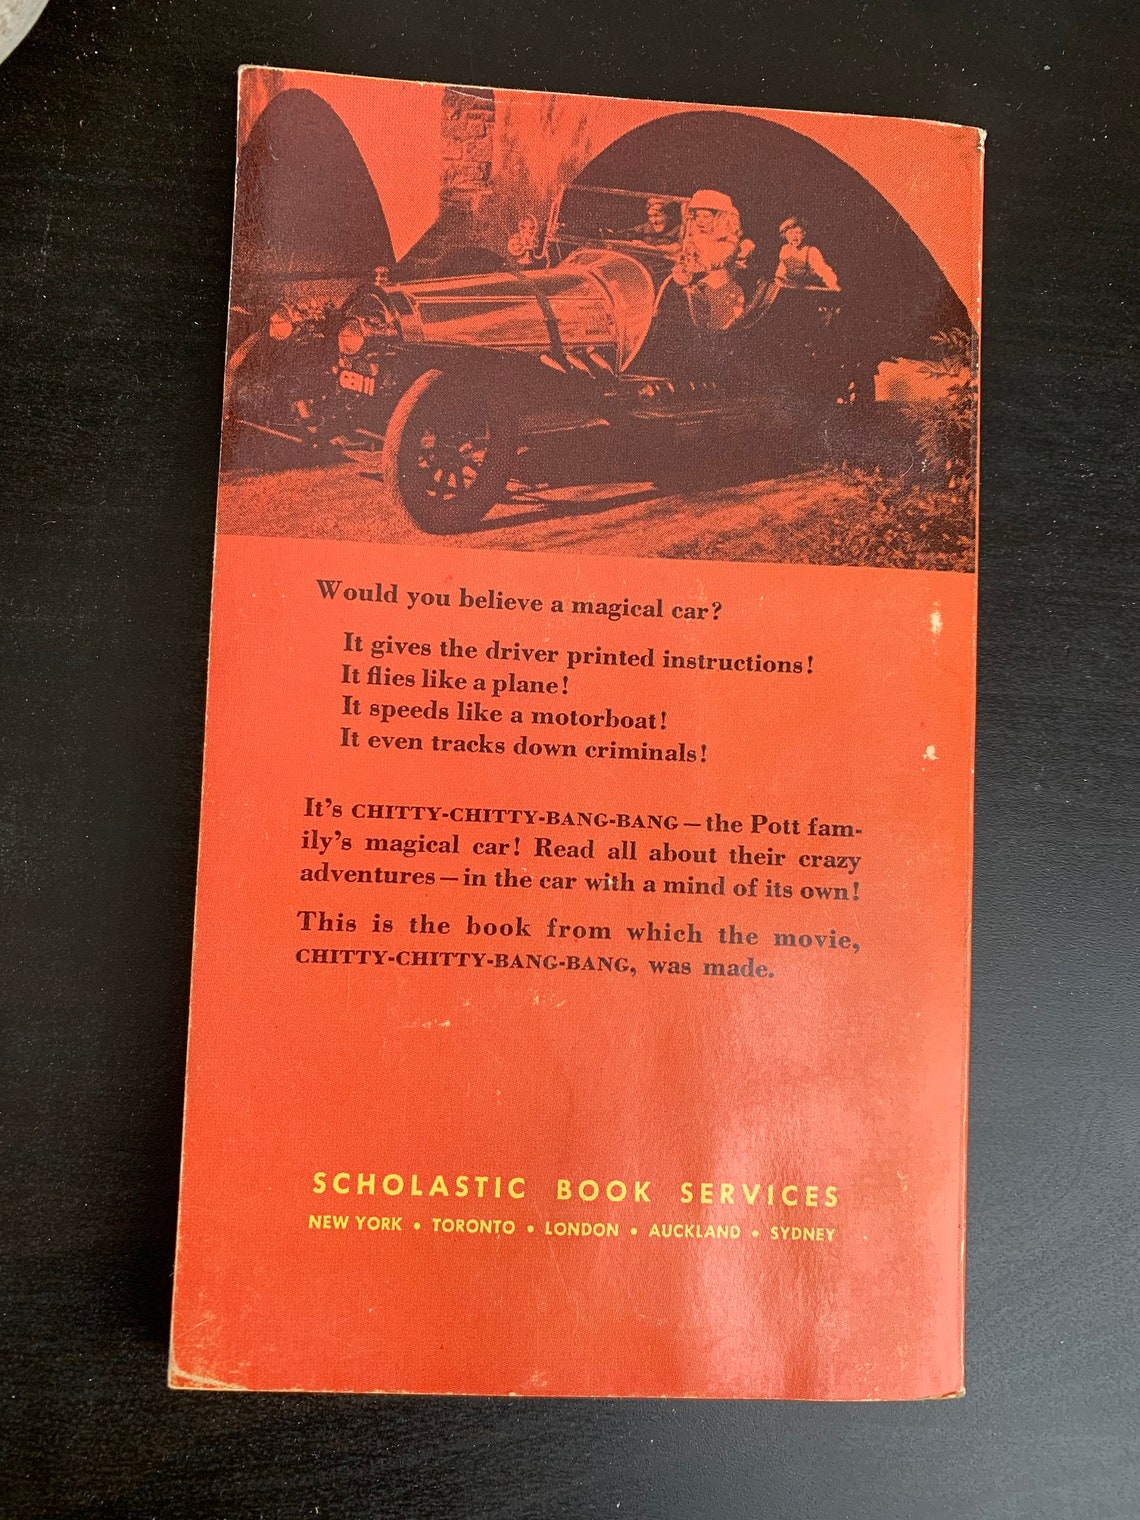 GEN 11
Would you believe a magical car?
It gives the driver printed instructions!
It flies like a plane!
It speeds like a motorboat!
It even tracks down criminals!
It's CHITTY-CHITTY-BANG-BANG — the Pott fam-
ily's magical car! Read all about their crazy
adventures — in the car with a mind of its own!
This is the book from which the movie,
CHITTY-CHITTY-BANG-BANG, was made.
SCHOLASTIC BOOK SERVICES
NEW YORK • TORONTO • LONDON • AUCKLAND • SYDNEY